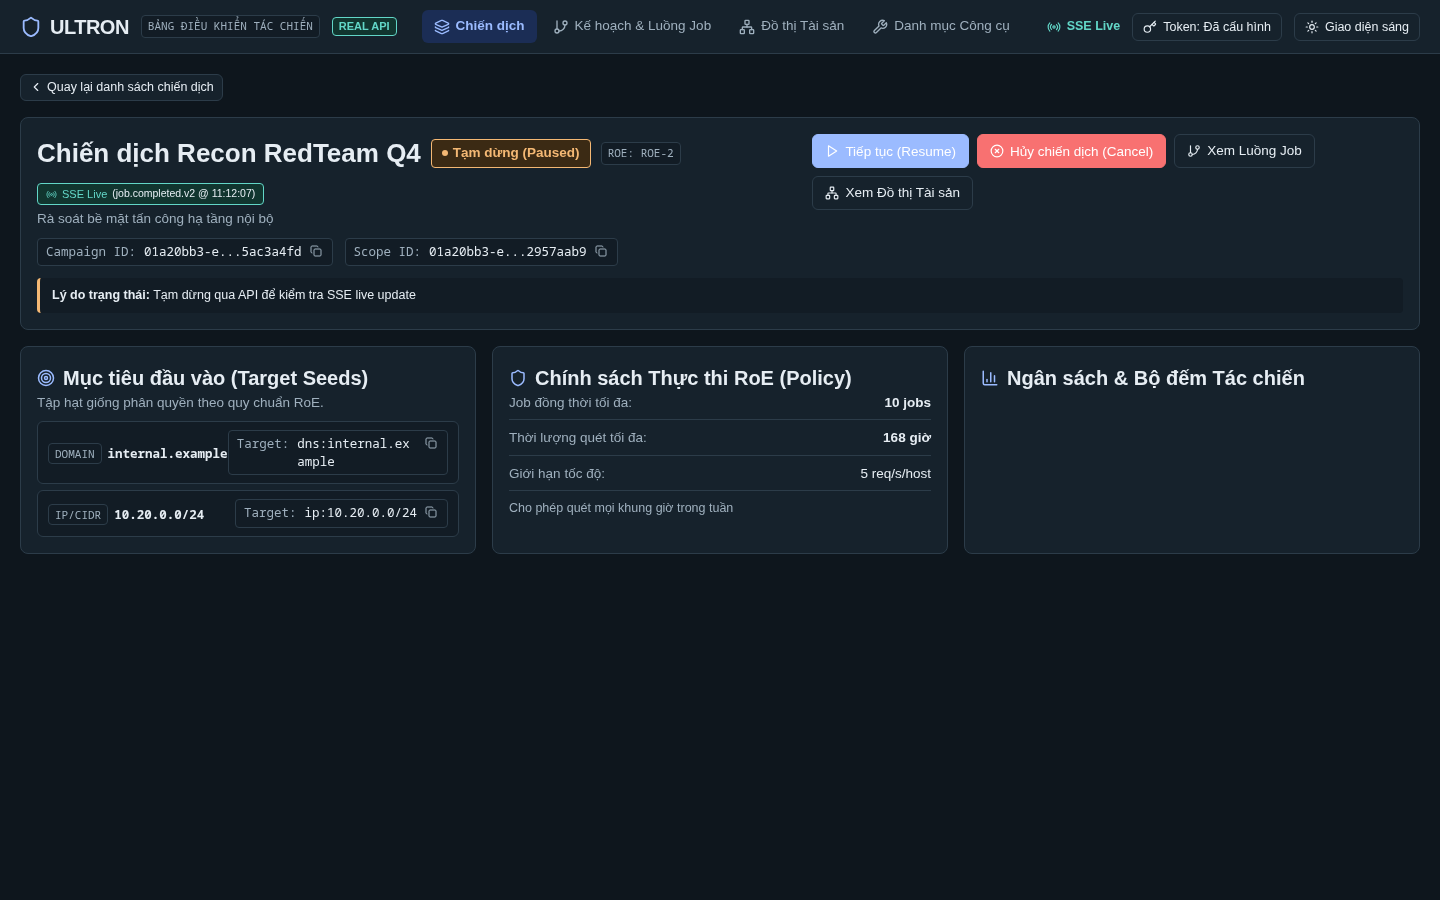 ULTRON BẢNG ĐIỀU KHIỂN TÁC CHIẾN REAL API Chiến dịch Kế hoạch & Luồng Job Đồ thị Tài sản Danh mục Công cụ SSE Live Token: Đã cấu hình Giao diện sáng
Quay lại danh sách chiến dịch
Chiến dịch Recon RedTeam Q4 Tạm dừng (Paused) ROE: ROE-2
Tiếp tục (Resume) Hủy chiến dịch (Cancel) Xem Luồng Job
Xem Đồ thị Tài sản
SSE Live (job.completed.v2 @ 11:12:07)
Rà soát bề mặt tấn công hạ tầng nội bộ
Campaign ID: 01a20bb3-e...5ac3a4fd Scope ID: 01a20bb3-e...2957aab9
Lý do trạng thái: Tạm dừng qua API để kiểm tra SSE live update
Mục tiêu đầu vào (Target Seeds)
Tập hạt giống phân quyền theo quy chuẩn RoE.
DOMAIN internal.example Target: dns:internal.ex
ample
IP/CIDR 10.20.0.0/24 Target: ip:10.20.0.0/24
Chính sách Thực thi RoE (Policy)
Job đồng thời tối đa: 10 jobs
Thời lượng quét tối đa: 168 giờ
Giới hạn tốc độ: 5 req/s/host
Cho phép quét mọi khung giờ trong tuần
Ngân sách & Bộ đếm Tác chiến